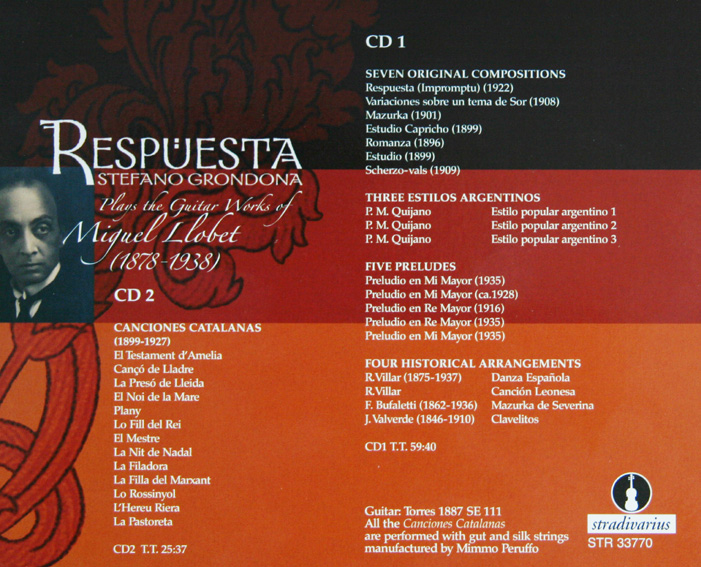 RESPUESTA
STEFANO GRONDONA
Plays the Guitar Works of
Miguel Llobet
(1878-1938)
CD 2
CANCIONES CATALANAS
(1899-1927)
El Testament d'Amelia
Cançó de Lladre
La Presó de Lleida
El Noi de la Mare
Plany
Lo Fill del Rei
El Mestre
La Nit de Nadal
La Filadora
La Filla del Marxant
Lo Rossinyol
L'Hereu Riera
La Pastoreta
CD2 T.T. 25:37
CD 1
SEVEN ORIGINAL COMPOSITIONS
Respuesta (Impromptu) (1922)
Variaciones sobre un tema de Sor (1908)
Mazurka (1901)
Estudio Capricho (1899)
Romanza (1896)
Estudio (1899)
Scherzo-vals (1909)
THREE ESTILOS ARGENTINOS
P. M. Quijano Estilo popular argentino 1
P. M. Quijano Estilo popular argentino 2
P. M. Quijano Estilo popular argentino 3
FIVE PRELUDES
Preludio en Mi Mayor (1935)
Preludio en Mi Mayor (ca.1928)
Preludio en Re Mayor (1916)
Preludio en Re Mayor (1935)
Preludio en Mi Mayor (1935)
FOUR HISTORICAL ARRANGEMENTS
R.Villar (1875-1937) Danza Española
R.Villar Canción Leonesa
F. Bufaletti (1862-1936) Mazurka de Severina
J. Valverde (1846-1910) Clavelitos
CD1 T.T. 59:40
Guitar: Torres 1887 SE 111
All the Canciones Catalanas
are performed with gut and silk strings
manufactured by Mimmo Peruffo
stradivarius
STR 33770